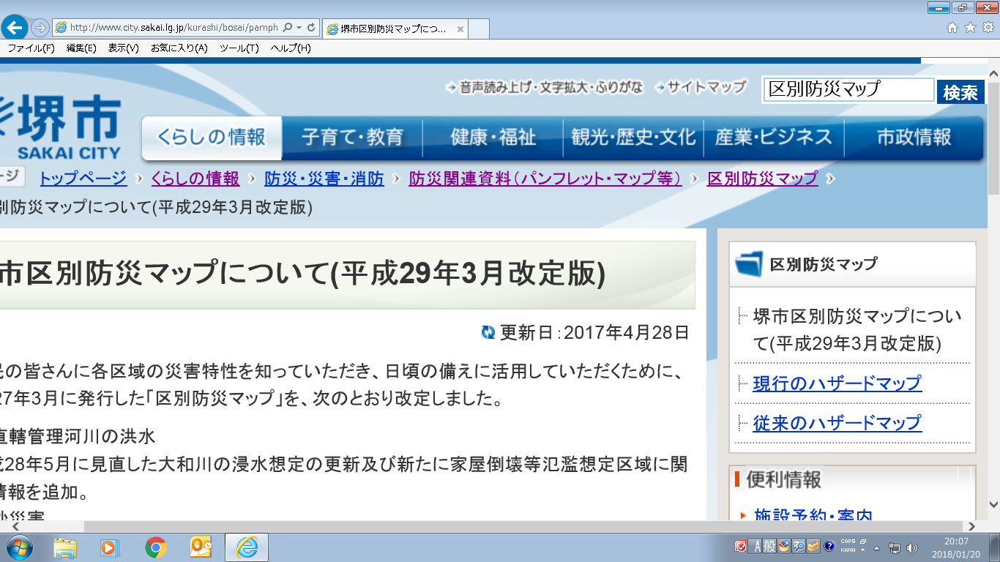 http://www.city.sakai.lg.jp/kurashi/bosai/pamph
堺市区別防災マップにつ...
ファイル(F) 編集(E) 表示(V) お気に入り(A) ツール(T) ヘルプ(H)
音声読み上げ・文字拡大・ふりがな サイトマップ 区別防災マップ 検索
堺市
SAKAI CITY
くらしの情報 子育て・教育 健康・福祉 観光・歴史・文化 産業・ビジネス 市政情報
ージ トップページ くらしの情報 防災・災害・消防 防災関連資料(パンフレット・マップ等) 区別防災マップ
別防災マップについて(平成29年3月改定版)
市区別防災マップについて(平成29年3月改定版)
更新日:2017年4月28日
民の皆さんに各区域の災害特性を知っていただき、日頃の備えに活用していただくために、
27年3月に発行した「区別防災マップ」を、次のとおり改定しました。
直轄管理河川の洪水
成28年5月に見直した大和川の浸水想定の更新及び新たに家屋倒壊等氾濫想定区域に関
情報を追加。
砂災害
区別防災マップ
堺市区別防災マップについ
て(平成29年3月改定版)
現行のハザードマップ
従来のハザードマップ
便利情報
施設予約・案内
A 般 CAPS
KANA
20:07
2018/01/20